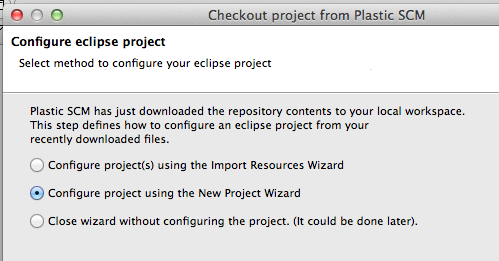 Checkout project from Plastic SCM
Configure eclipse project
Select method to configure your eclipse project
Plastic SCM has just downloaded the repository contents to your local workspace.
This step defines how to configure an eclipse project from your
recently downloaded files.
Configure project(s) using the Import Resources Wizard
Configure project using the New Project Wizard
Close wizard without configuring the project. (It could be done later).